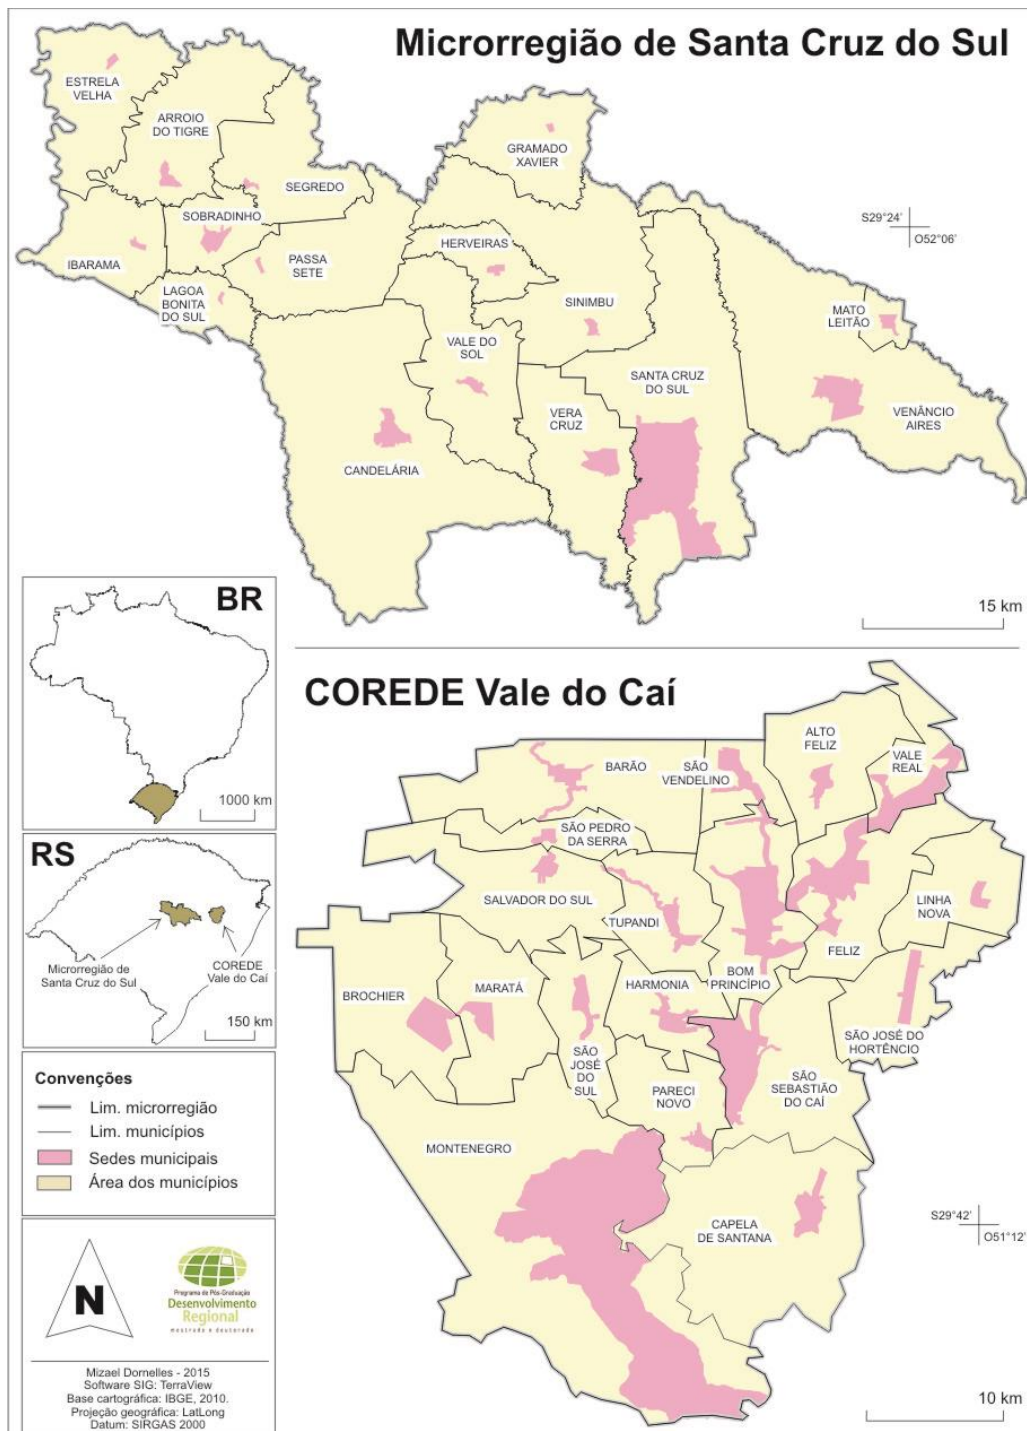 Microrregião de Santa Cruz do Sul
ESTRELA
VELHA
ARROIO
DO TIGRE
GRAMADO
XAVIER
SEGREDO
SOBRADINHO
S29°24'
O52°06'
HERVEIRAS
IBARAMA
PASSA
SETE
LAGOA
BONITA
DO SUL
SINIMBU
MATO
LEITÃO
VALE DO
SOL
SANTA CRUZ
DO SUL
VERA
CRUZ
VENÂNCIO
AIRES
CANDELÁRIA
15 km
BR
1000 km
RS
Microrregião de
Santa Cruz do Sul
COREDE
Vale do Caí
150 km
COREDE Vale do Caí
ALTO
FELIZ
VALE
REAL
BARÃO
SÃO
VENDELINO
SÃO PEDRO
DA SERRA
SALVADOR DO SUL
LINHA
NOVA
TUPANDI
FELIZ
BOM
PRINCÍPIO
HARMONIA
MARATÁ
BROCHIER
SÃO JOSÉ DO
HORTÊNCIO
SÃO
JOSÉ
DO
SUL
SÃO
SEBASTIÃO
DO CAÍ
PARECI
NOVO
MONTENEGRO
CAPELA
DE SANTANA
S29°42'
O51°12'
10 km
Convenções
Lim. microrregião
Lim. municípios
Sedes municipais
Área dos municípios
N
Programa de Pós-Graduação
Desenvolvimento
Regional
mestrado e doutorado
Mizael Dornelles - 2015
Software SIG: TerraView
Base cartográfica: IBGE, 2010.
Projeção geográfica: LatLong
Datum: SIRGAS 2000